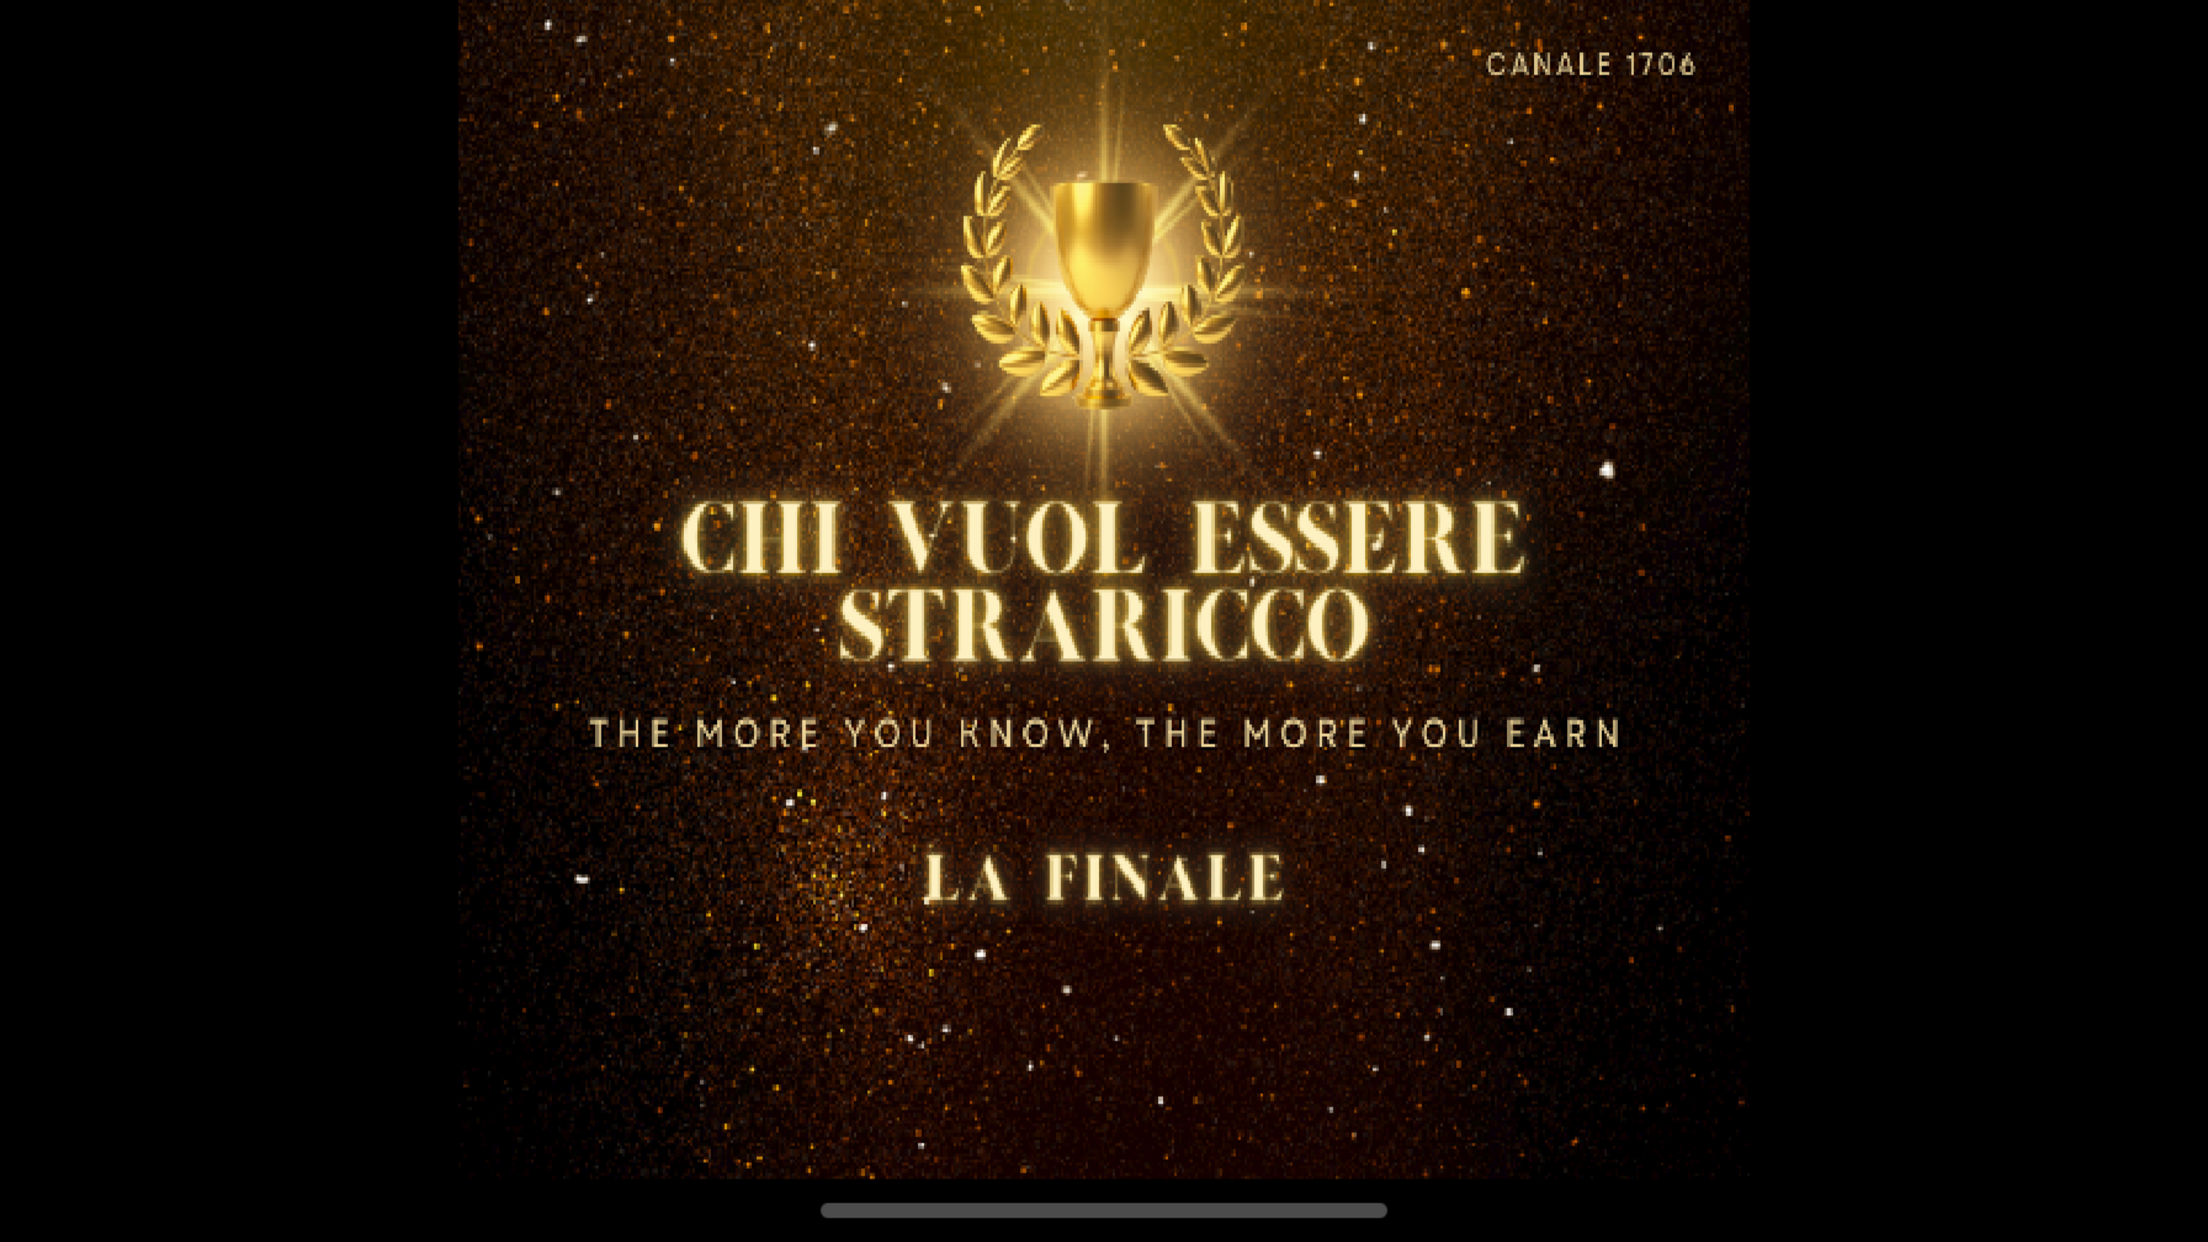 CANALE 1706
CHI VUOL ESSERE
STRARICCO
THE MORE YOU KNOW, THE MORE YOU EARN
LA FINALE